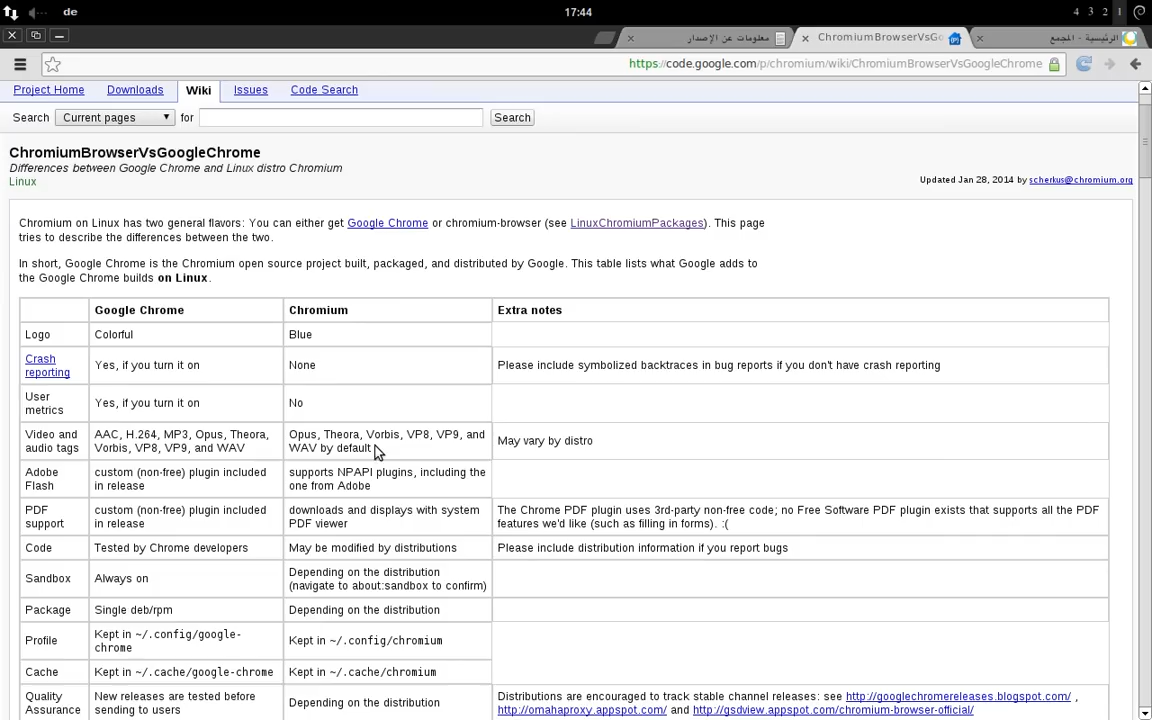 de
17:44
4 3 2 1
معلومات عن الإصدار
ChromiumBrowserVsGo
الرئيسية - المجمع
https://code.google.com/p/chromium/wiki/ChromiumBrowserVsGoogleChrome
Project Home Downloads Wiki Issues Code Search
Search Current pages for Search
ChromiumBrowserVsGoogleChrome
Differences between Google Chrome and Linux distro Chromium
Linux
Updated Jan 28, 2014 by scherkus@chromium.org
Chromium on Linux has two general flavors: You can either get Google Chrome or chromium-browser (see LinuxChromiumPackages). This page
tries to describe the differences between the two.
In short, Google Chrome is the Chromium open source project built, packaged, and distributed by Google. This table lists what Google adds to
the Google Chrome builds on Linux.
Google Chrome Chromium Extra notes
Logo Colorful Blue
Crash
reporting
Yes, if you turn it on
None
Please include symbolized backtraces in bug reports if you don't have crash reporting
User
metrics
Yes, if you turn it on
No
Video and
audio tags
AAC, H.264, MP3, Opus, Theora,
Vorbis, VP8, VP9, and WAV
Opus, Theora, Vorbis, VP8, VP9, and
WAV by default
May vary by distro
Adobe
Flash
custom (non-free) plugin included
in release
supports NPAPI plugins, including the
one from Adobe
PDF
support
custom (non-free) plugin included
in release
downloads and displays with system
PDF viewer
The Chrome PDF plugin uses 3rd-party non-free code; no Free Software PDF plugin exists that supports all the PDF
features we'd like (such as filling in forms). :(
Code Tested by Chrome developers May be modified by distributions Please include distribution information if you report bugs
Sandbox
Always on
Depending on the distribution
(navigate to about:sandbox to confirm)
Package Single deb/rpm Depending on the distribution
Profile
Kept in ~/.config/google-
chrome
Kept in ~/.config/chromium
Cache Kept in ~/.cache/google-chrome Kept in ~/.cache/chromium
Quality
Assurance
New releases are tested before
sending to users
Depending on the distribution
Distributions are encouraged to track stable channel releases: see http://googlechromereleases.blogspot.com/ ,
http://omahaproxy.appspot.com/ and http://gsdview.appspot.com/chromium-browser-official/